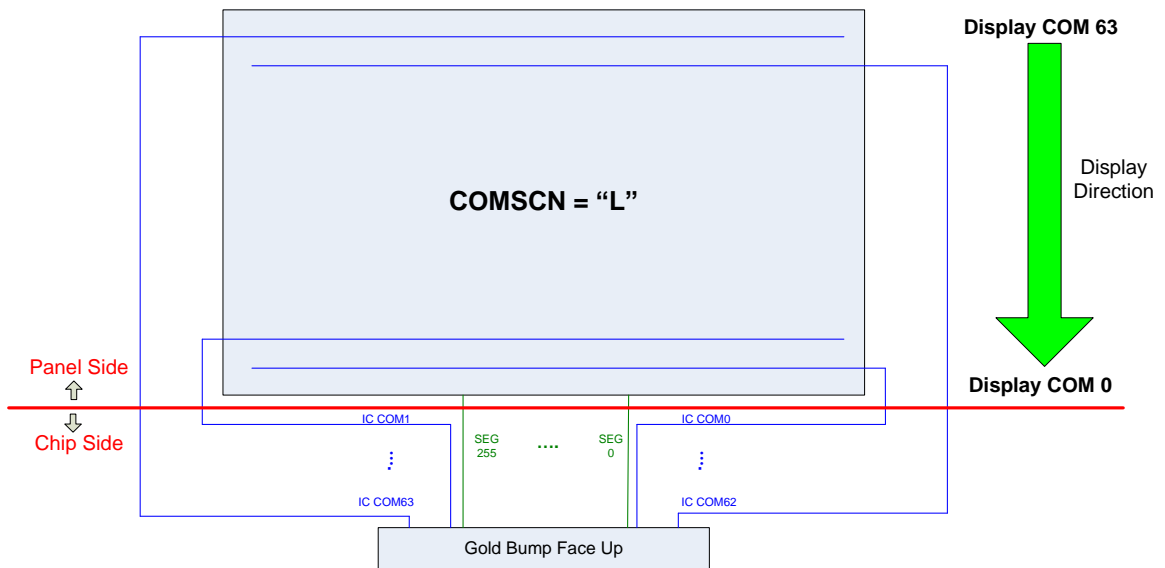 Display COM 63
COMSCN = “L”
Display
Direction
Panel Side
Display COM 0
Chip Side
IC COM1
IC COM0
SEG
255
....
SEG
0
IC COM63
IC COM62
Gold Bump Face Up